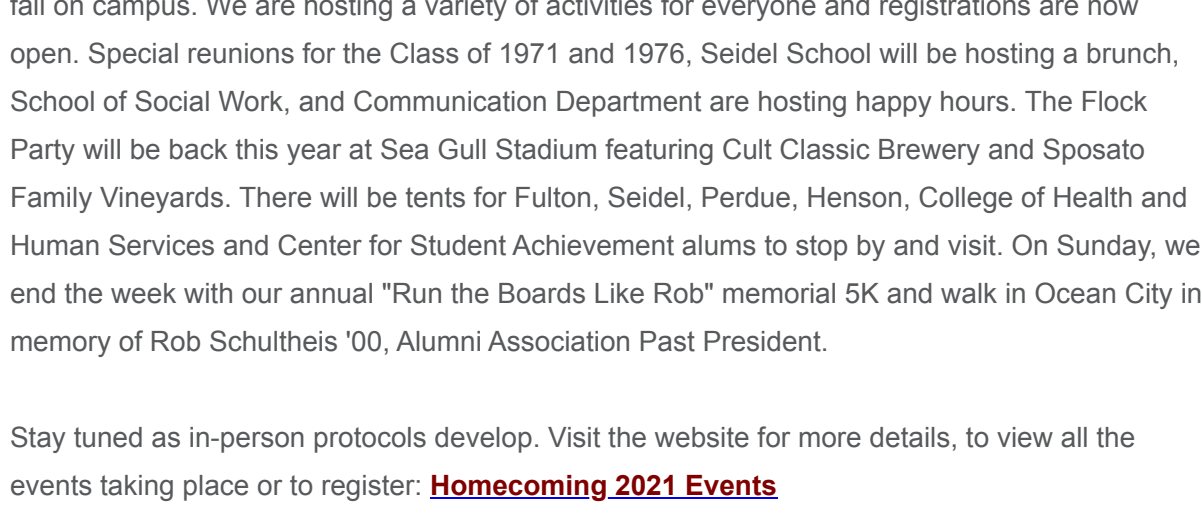 fall on campus. We are hosting a variety of activities for everyone and registrations are now
open. Special reunions for the Class of 1971 and 1976, Seidel School will be hosting a brunch,
School of Social Work, and Communication Department are hosting happy hours. The Flock
Party will be back this year at Sea Gull Stadium featuring Cult Classic Brewery and Sposato
Family Vineyards. There will be tents for Fulton, Seidel, Perdue, Henson, College of Health and
Human Services and Center for Student Achievement alums to stop by and visit. On Sunday, we
end the week with our annual "Run the Boards Like Rob" memorial 5K and walk in Ocean City in
memory of Rob Schultheis '00, Alumni Association Past President.
Stay tuned as in-person protocols develop. Visit the website for more details, to view all the
events taking place or to register: Homecoming 2021 Events